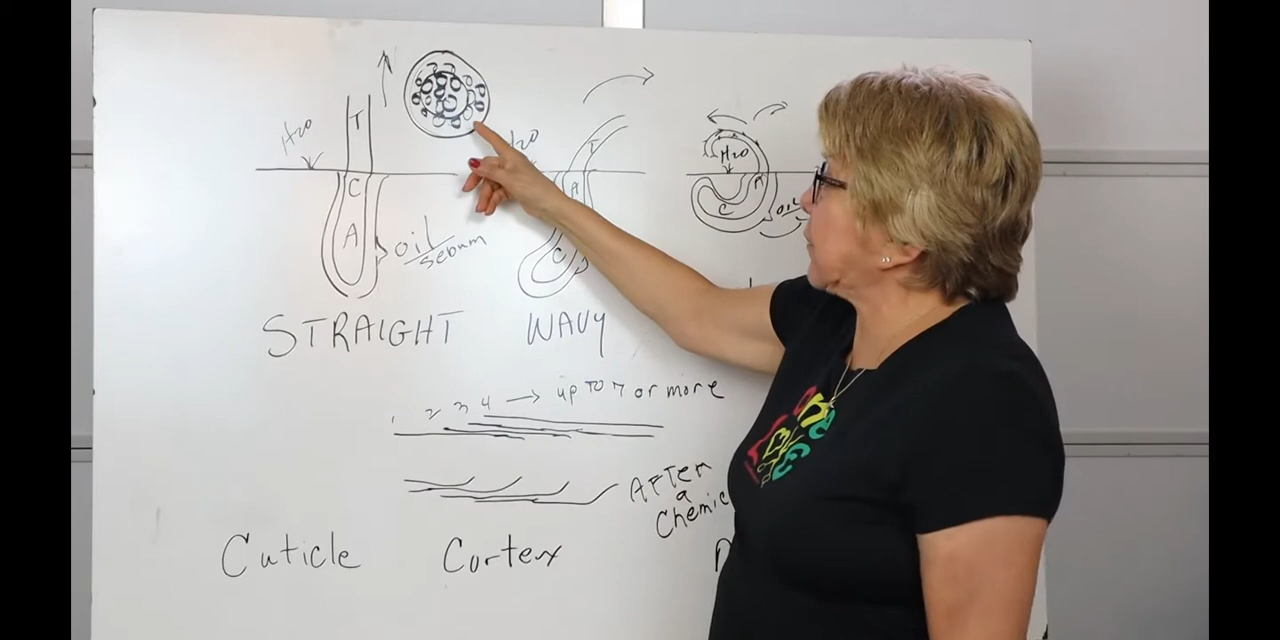 H2O
T
C
A
oil/sebum
STRAIGHT
H2O
T
A
C
WAVY
H2O
A
C
oil
1 2 3 4 → up to 7 or more
AFTER
a
Chemic
Cuticle
Cortex
ONE